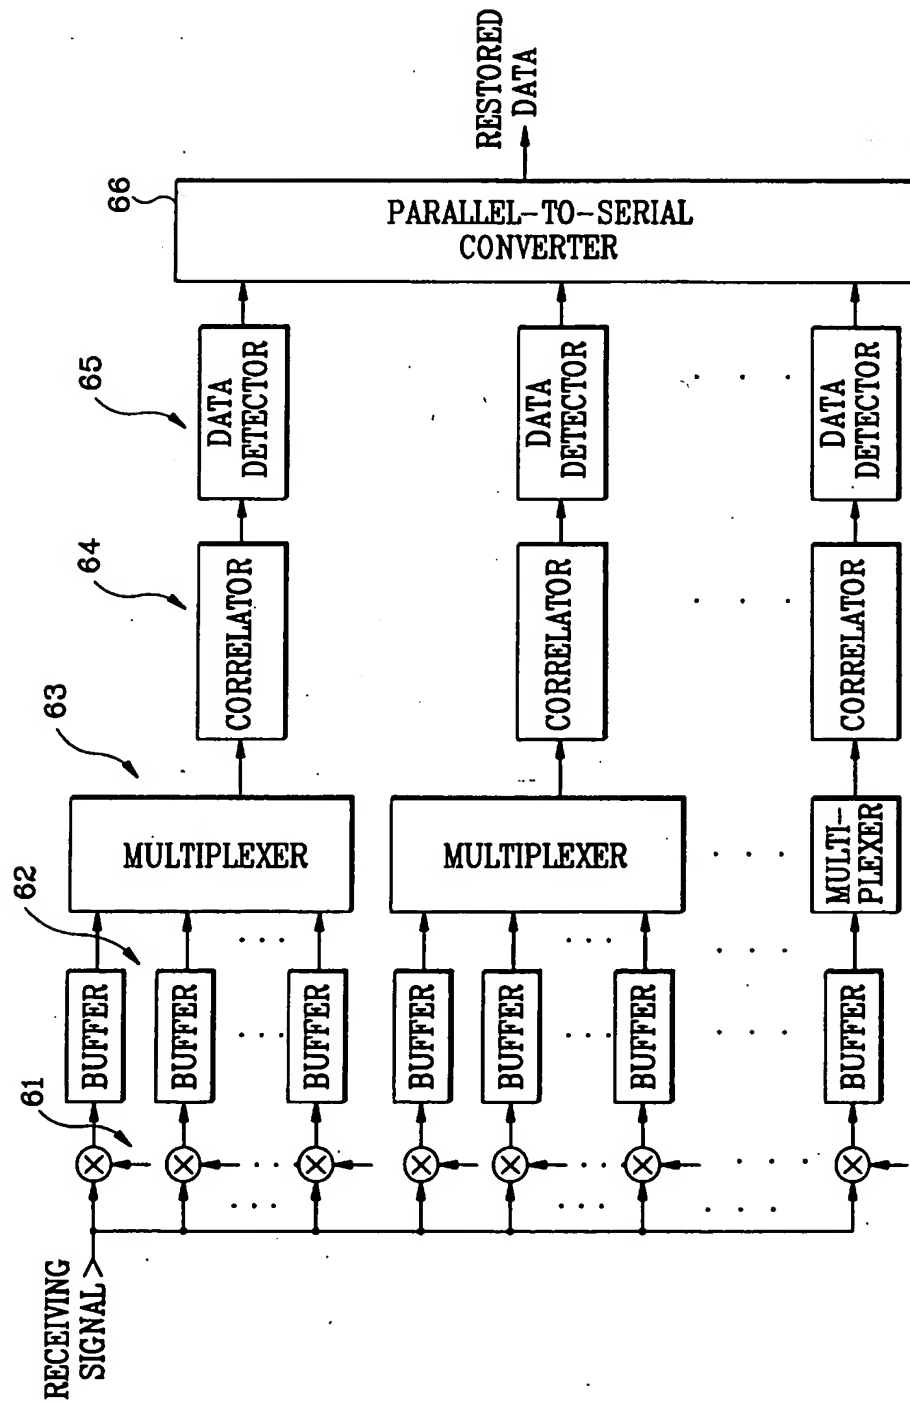 RECEIVING
SIGNAL
61
62
63
64
65
66
BUFFER
BUFFER
BUFFER
BUFFER
BUFFER
BUFFER
BUFFER
MULTIPLEXER
MULTIPLEXER
MULTI-
PLEXER
CORRELATOR
CORRELATOR
CORRELATOR
DATA
DETECTOR
DATA
DETECTOR
DATA
DETECTOR
PARALLEL-TO-SERIAL
CONVERTER
RESTORED
DATA